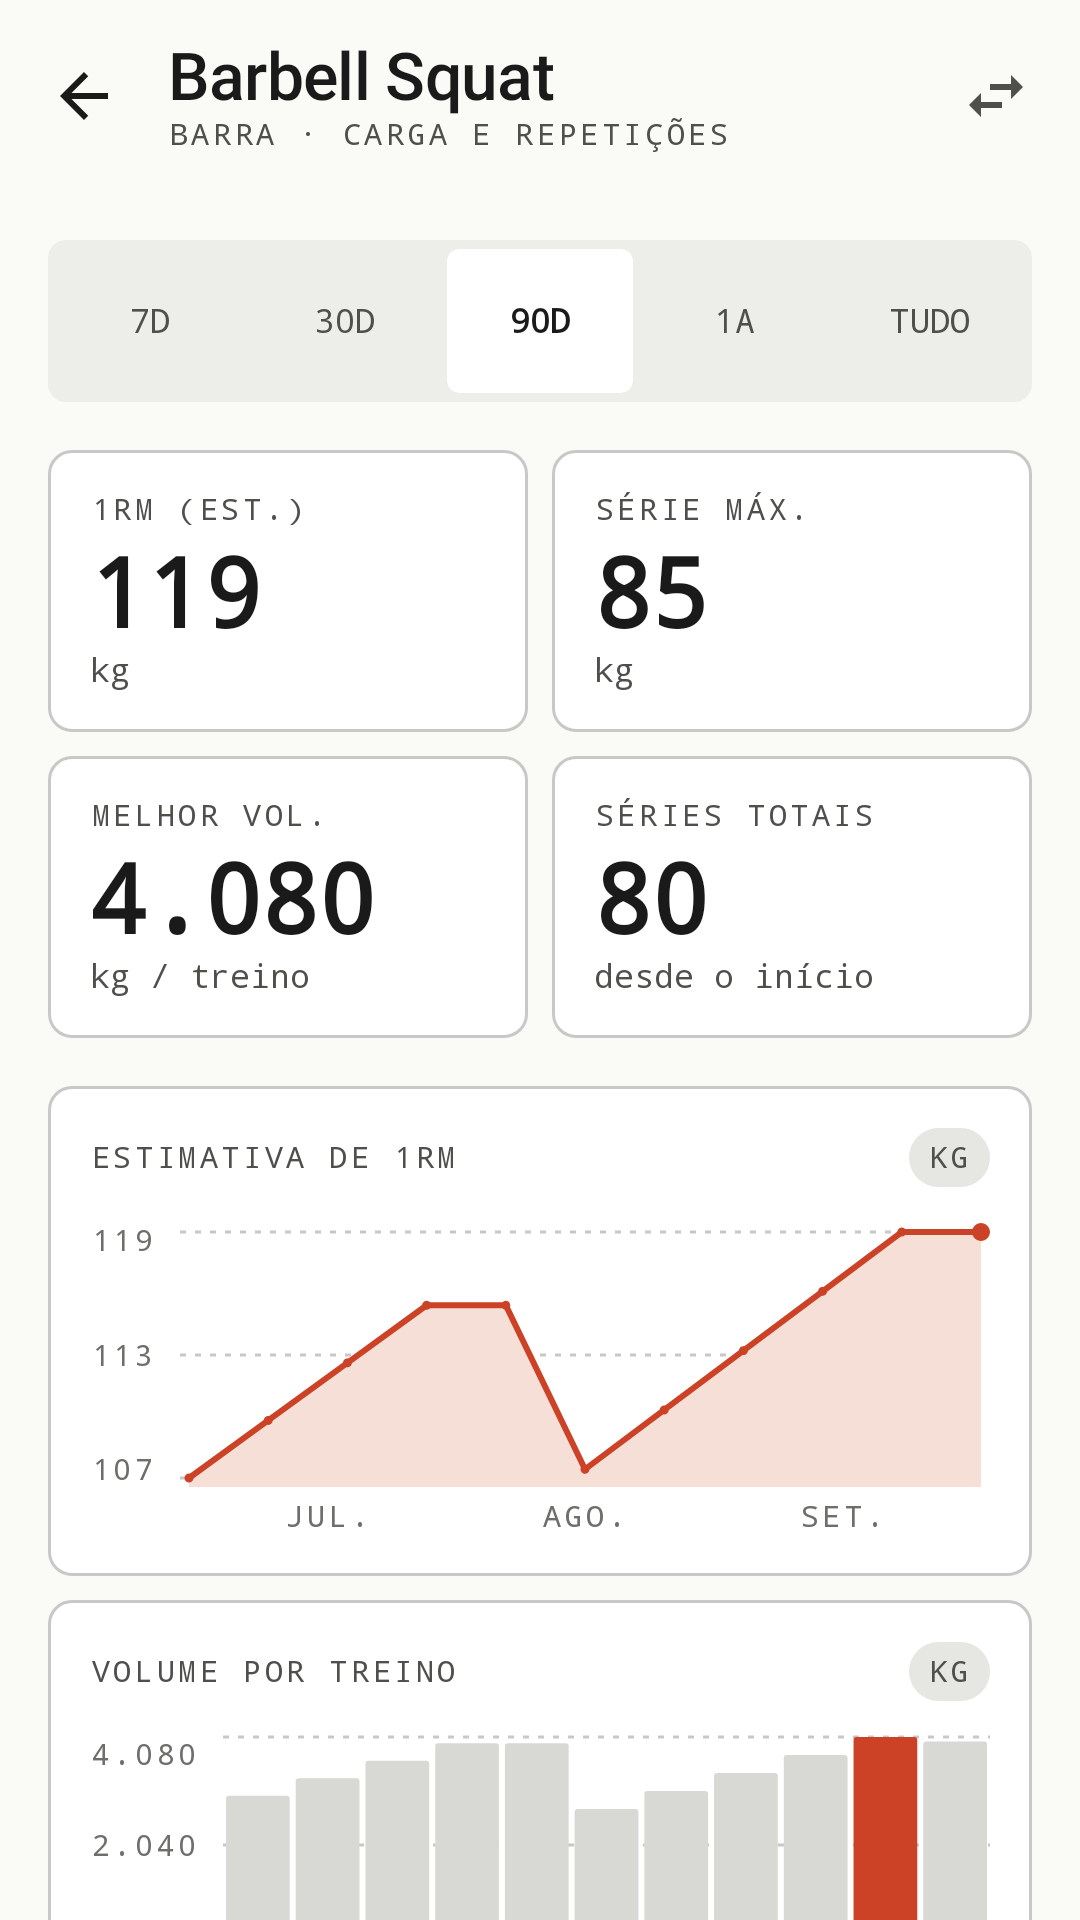 Barbell Squat
BARRA · CARGA E REPETIÇÕES
7D 30D 90D 1A TUDO
1RM (EST.)
119
kg
SÉRIE MÁX.
85
kg
MELHOR VOL.
4.080
kg / treino
SÉRIES TOTAIS
80
desde o início
ESTIMATIVA DE 1RM
KG
119
113
107
JUL. AGO. SET.
VOLUME POR TREINO
KG
4.080
2.040